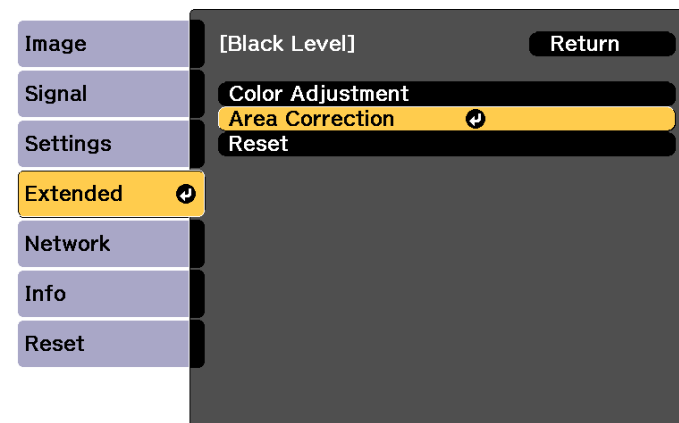 Image
Signal
Settings
Extended
Network
Info
Reset
[Black Level]
Return
Color Adjustment
Area Correction
Reset